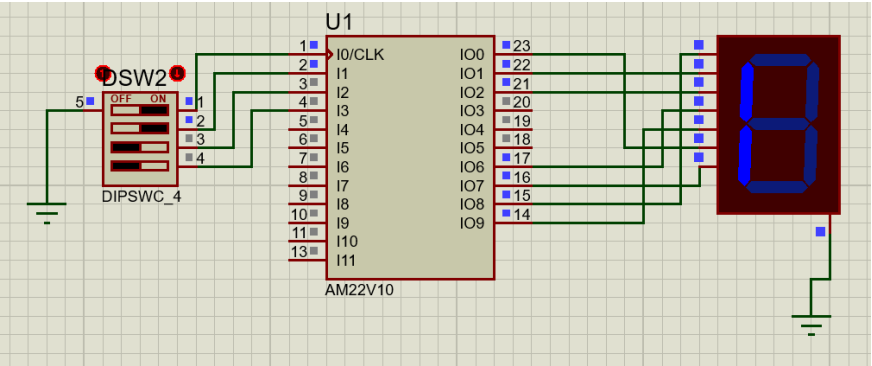 U1
1 I0/CLK IO0 23
2 I1 IO1 22
3 I2 IO2 21
4 I3 IO3 20
5 I4 IO4 19
6 I5 IO5 18
7 I6 IO6 17
8 I7 IO7 16
9 I8 IO8 15
10 I9 IO9 14
11 I10
13 I11
AM22V10
DSW2
OFF ON
5
1
2
3
4
DIPSWC_4